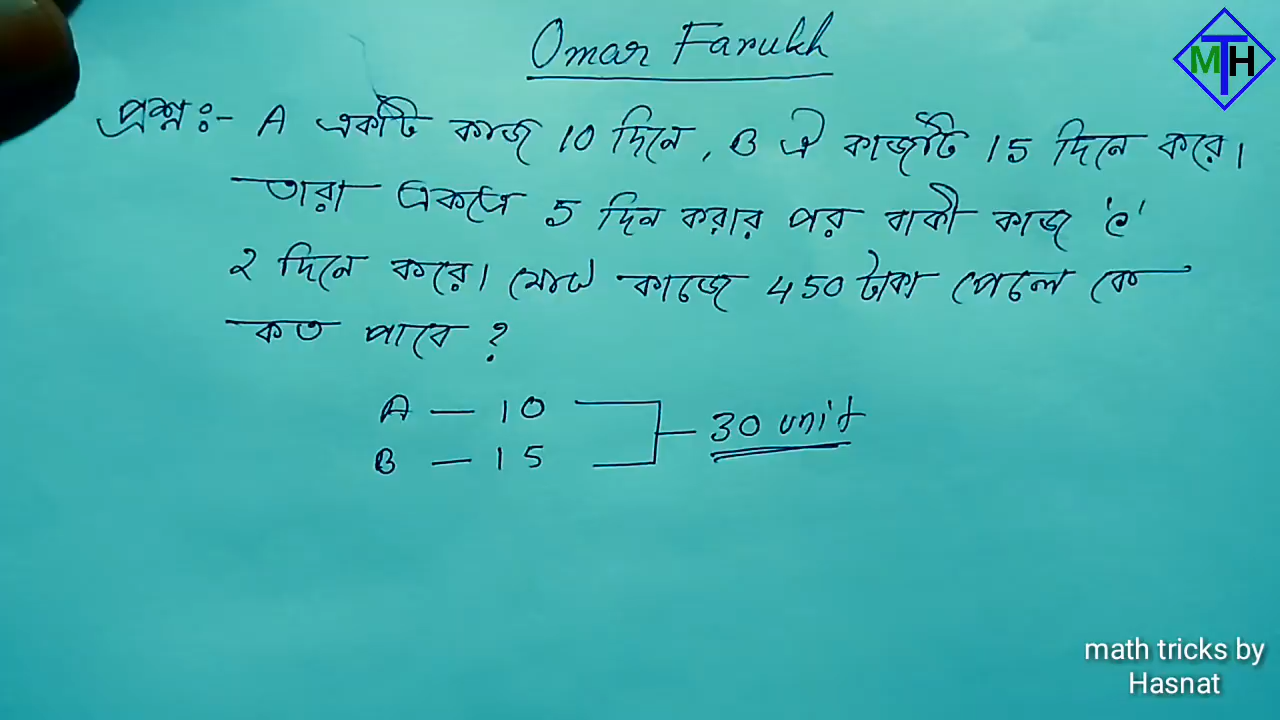 Omar Farukh
MTH
প্রশ্নঃ- A একটি কাজ 10 দিনে, B ঐ কাজটি 15 দিনে করে।
তারা একত্রে 5 দিন করার পর বাকী কাজ 'c'
২ দিনে করে। মোট কাজে 450 টাকা পেলে কে
কত পাবে ?
A — 10
B — 15
30 unit
math tricks by
Hasnat